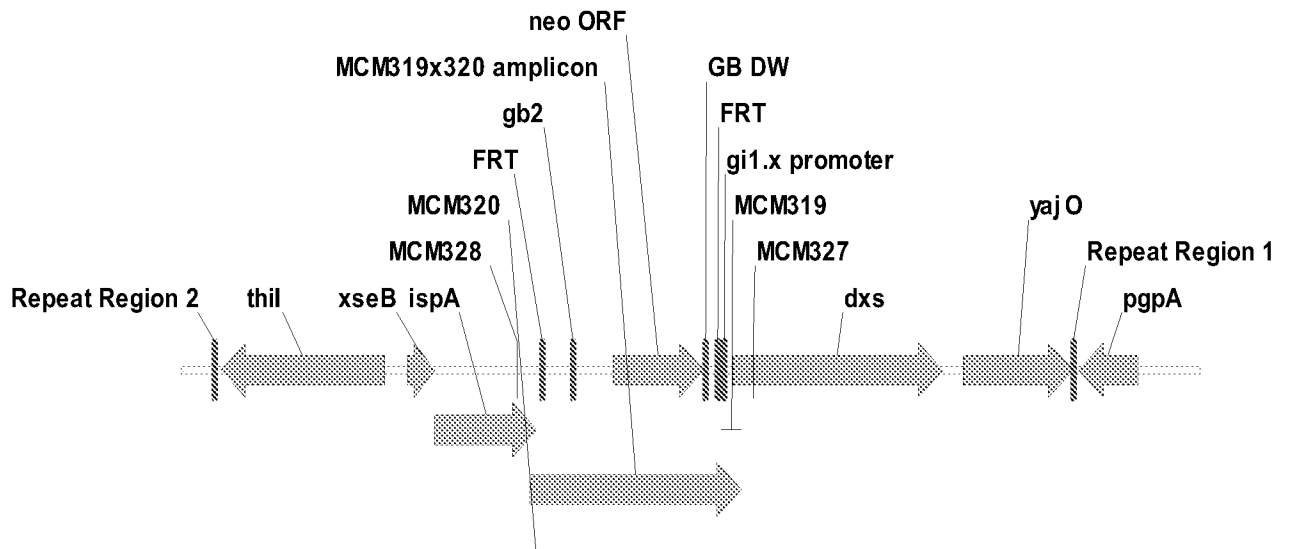 neo ORF
MCM319x320 amplicon GB DW
gb2 FRT
FRT gi1.x promoter
MCM320 MCM319 yajO
MCM328 MCM327 Repeat Region 1
Repeat Region 2 thiI xseB ispA dxs pgpA